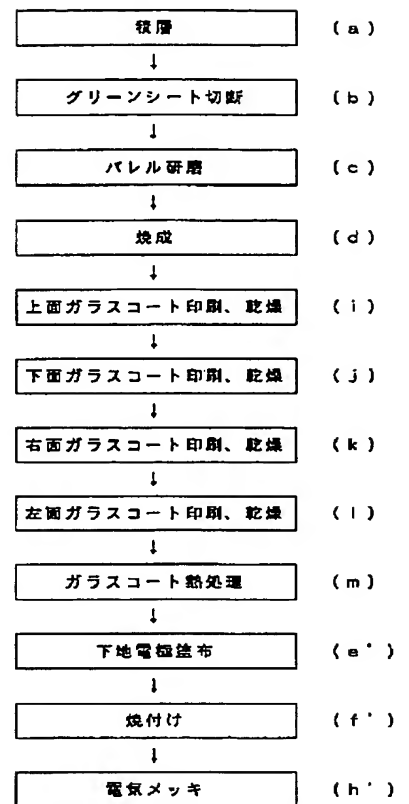 積層 (a)
↓
グリーンシート切断 (b)
↓
バレル研磨 (c)
↓
焼成 (d)
↓
上面ガラスコート印刷、乾燥 (i)
↓
下面ガラスコート印刷、乾燥 (j)
↓
右面ガラスコート印刷、乾燥 (k)
↓
左面ガラスコート印刷、乾燥 (l)
↓
ガラスコート熱処理 (m)
↓
下地電極塗布 (e')
↓
焼付け (f')
↓
電気メッキ (h')